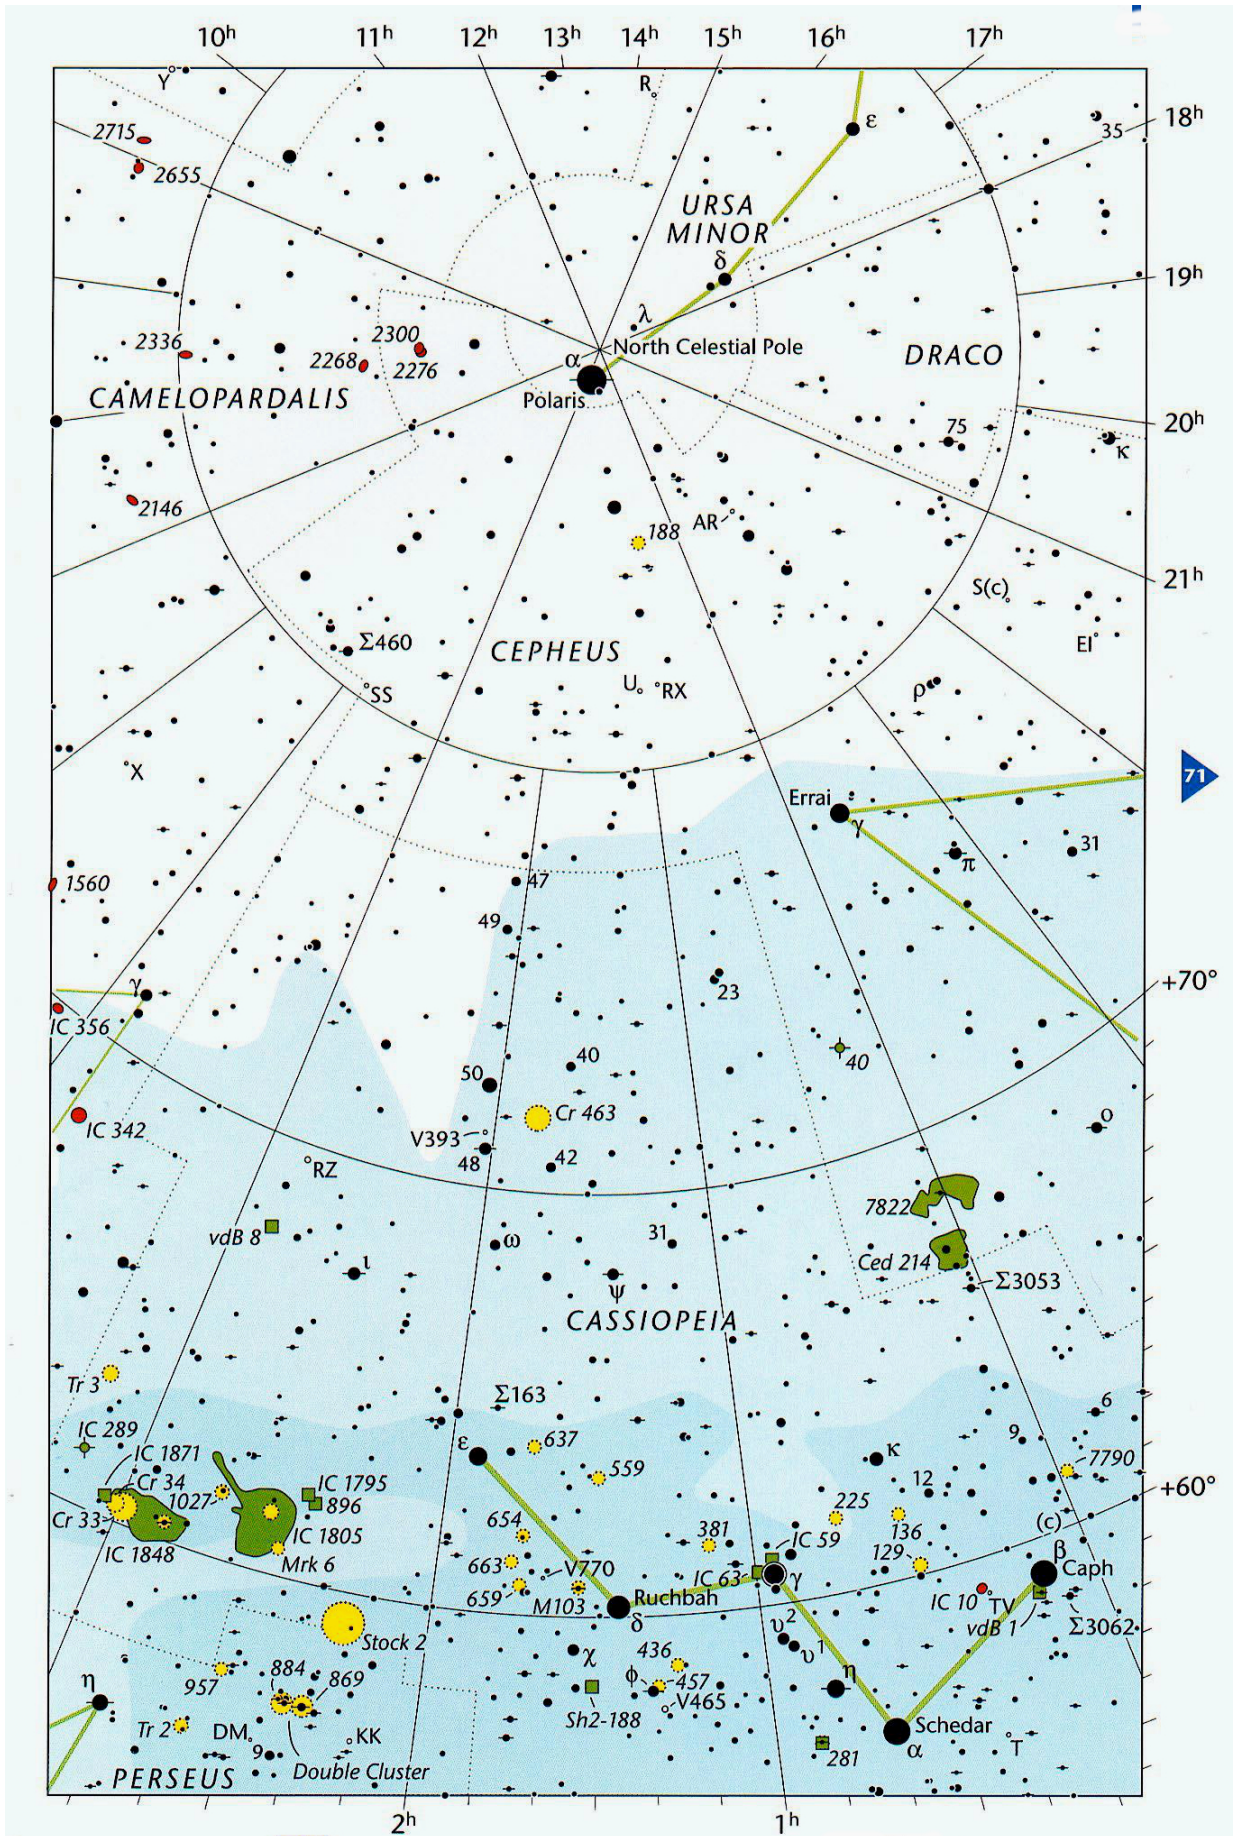 10h 11h 12h 13h 14h 15h 16h 17h
Y
R
ε
18h
35
2715
2655
URSA
MINOR
δ
19h
λ
2300
2336
2268
2276
North Celestial Pole
α
DRACO
CAMELOPARDALIS
Polaris
75
20h
κ
2146
188
AR
21h
S(c)
Σ460
EI
CEPHEUS
SS
U
RX
ρ
X
71
Errai
γ
π
31
1560
47
49
γ
23
+70°
IC 356
40
50
40
Cr 463
IC 342
V393
48
42
ο
RZ
7822
vdB 8
ω
31
Ced 214
ι
ψ
Σ3053
CASSIOPEIA
Tr 3
Σ163
6
IC 289
ε
637
9
IC 1871
κ
7790
Cr 34
559
IC 1795
12
+60°
1027
896
225
Cr 33
654
(c)
IC 1805
381
IC 59
136
β
IC 1848
663
V770
129
Caph
Mrk 6
IC 63
γ
659
M103
Ruchbah
IC 10
TV
δ
vdB 1
Σ3062
υ2
Stock 2
436
υ1
χ
957
884
869
φ
457
η
η
V465
Sh2-188
Schedar
Tr 2
DM
KK
α
T
9
281
Double Cluster
PERSEUS
2h
1h